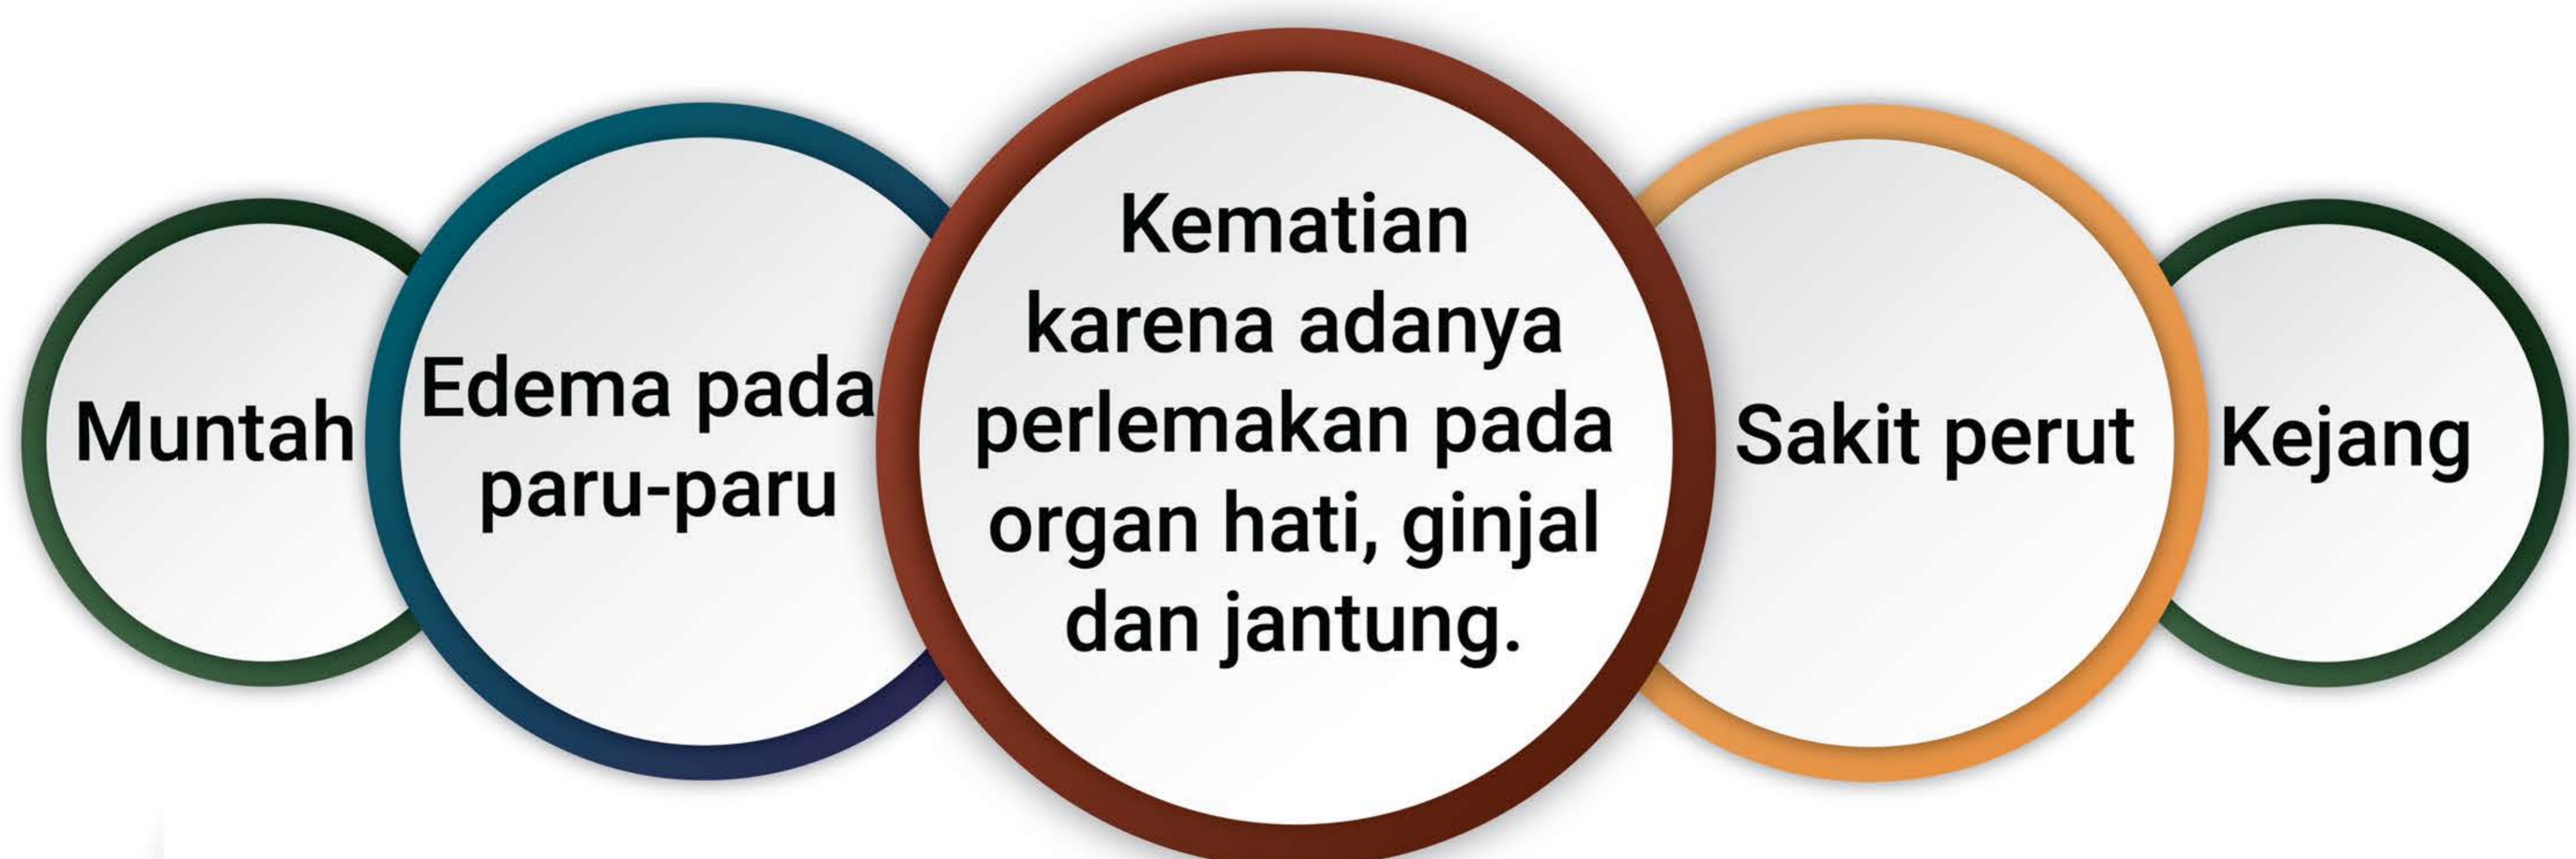 Muntah
Edema pada
paru-paru
Kematian
karena adanya
perlemakan pada
organ hati, ginjal
dan jantung.
Sakit perut
Kejang